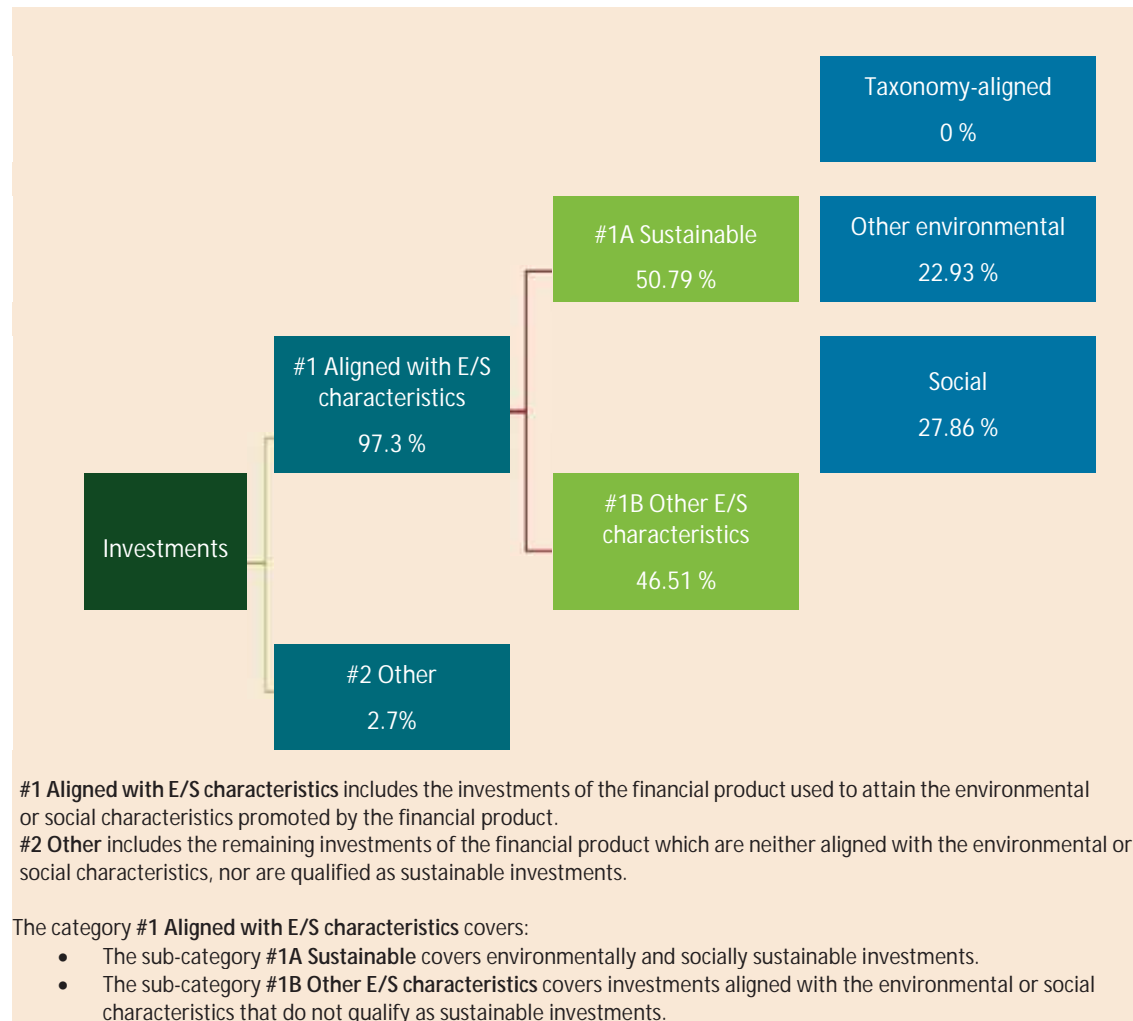 Taxonomy-aligned
0 %
#1A Sustainable
50.79 %
Other environmental
22.93 %
#1 Aligned with E/S
characteristics
97.3 %
Social
27.86 %
Investments
#1B Other E/S
characteristics
46.51 %
#2 Other
2.7%
#1 Aligned with E/S characteristics includes the investments of the financial product used to attain the environmental
or social characteristics promoted by the financial product.
#2 Other includes the remaining investments of the financial product which are neither aligned with the environmental or
social characteristics, nor are qualified as sustainable investments.
The category #1 Aligned with E/S characteristics covers:
• The sub-category #1A Sustainable covers environmentally and socially sustainable investments.
• The sub-category #1B Other E/S characteristics covers investments aligned with the environmental or social
characteristics that do not qualify as sustainable investments.